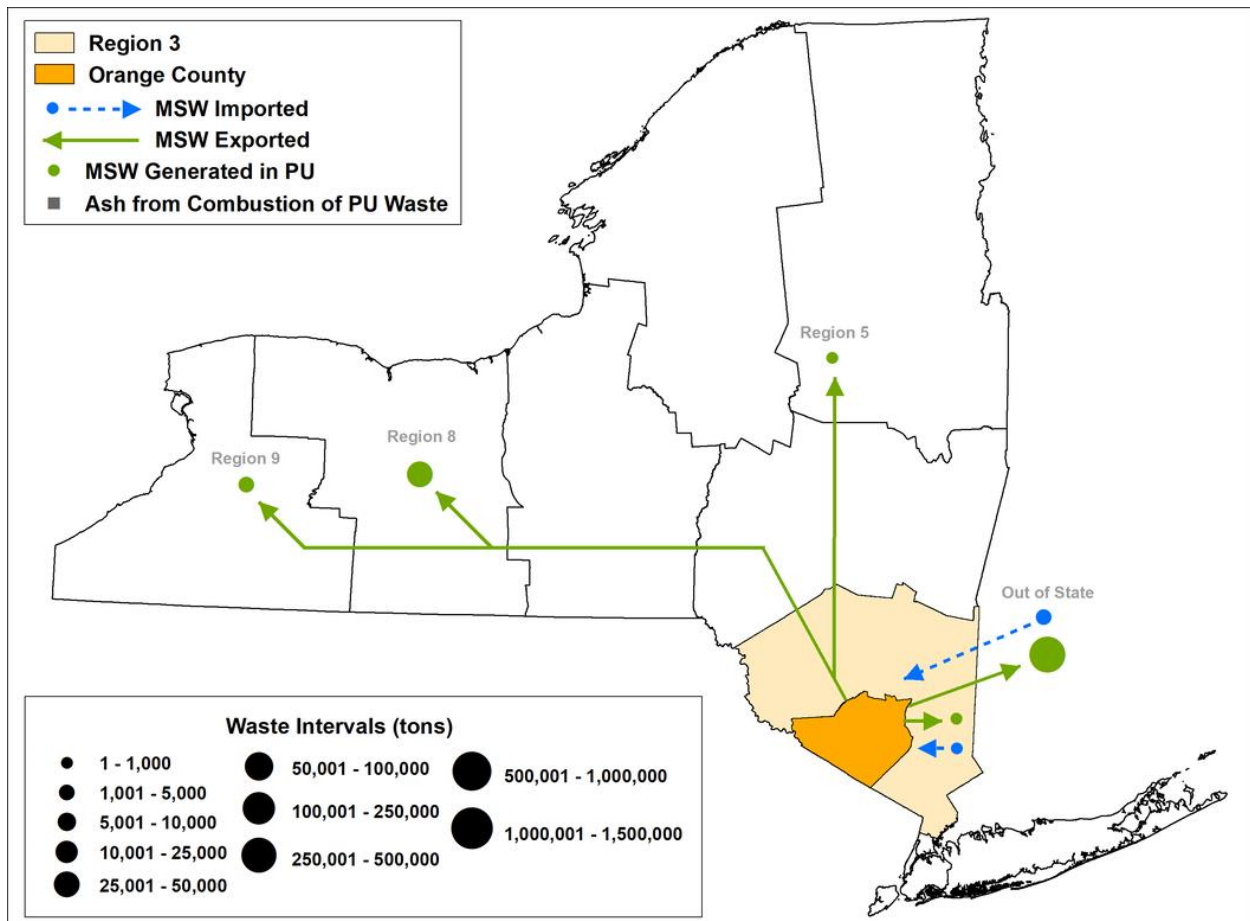 Region 3
Orange County
MSW Imported
MSW Exported
MSW Generated in PU
Ash from Combustion of PU Waste
Region 5
Region 8
Region 9
Out of State
Waste Intervals (tons)
1 - 1,000
1,001 - 5,000
5,001 - 10,000
10,001 - 25,000
25,001 - 50,000
50,001 - 100,000
100,001 - 250,000
250,001 - 500,000
500,001 - 1,000,000
1,000,001 - 1,500,000